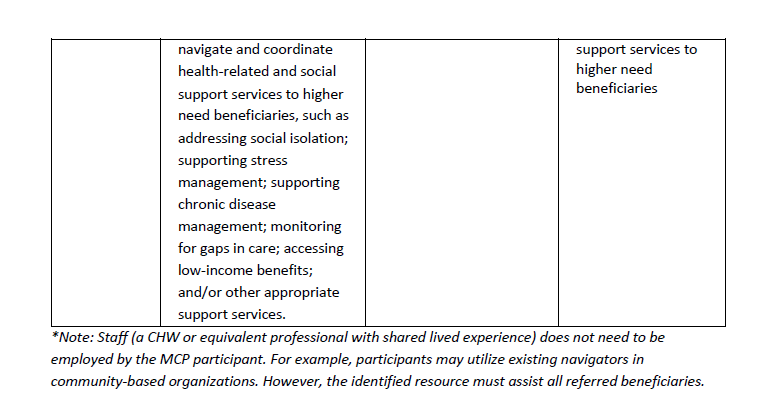 navigate and coordinate
health-related and social
support services to higher
need beneficiaries, such as
addressing social isolation;
supporting stress
management; supporting
chronic disease
management; monitoring
for gaps in care; accessing
low-income benefits;
and/or other appropriate
support services.
support services to
higher need
beneficiaries
*Note: Staff (a CHW or equivalent professional with shared lived experience) does not need to be
employed by the MCP participant. For example, participants may utilize existing navigators in
community-based organizations. However, the identified resource must assist all referred beneficiaries.